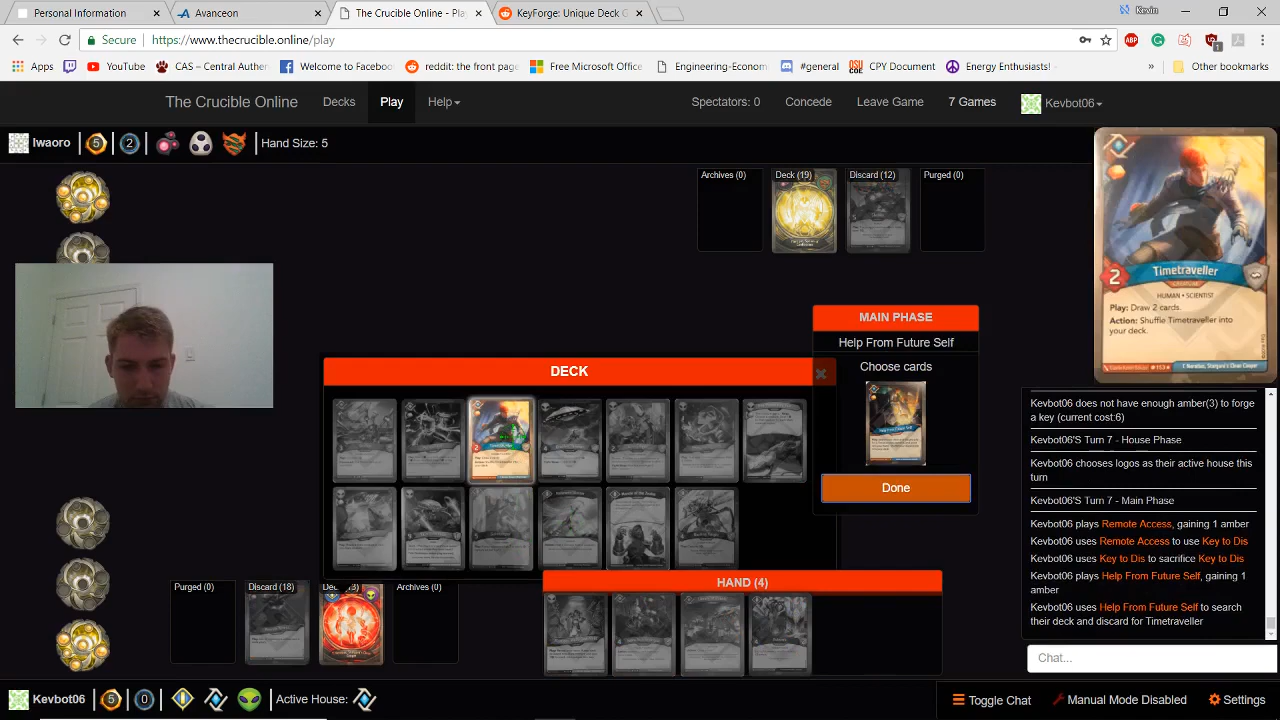 Personal Information
Avanceon
The Crucible Online - Pla
KeyForge: Unique Deck G
Kevin
Secure
https://www.thecrucible.online/play
Apps
YouTube
CAS – Central Auther
Welcome to Facebook
reddit: the front page
Free Microsoft Office
Engineering-Econom
#general
CPY Document
Energy Enthusiasts!
Other bookmarks
The Crucible Online
Decks
Play
Help
Spectators: 0
Concede
Leave Game
7 Games
Kevbot06
lwaoro
5
2
Hand Size: 5
Archives (0)
Deck (19)
Discard (12)
Purged (0)
2
Timetraveller
CREATURE
HUMAN • SCIENTIST
Play: Draw 2 cards.
Action: Shuffle Timetraveller into
your deck.
MAIN PHASE
Help From Future Self
Choose cards
Done
DECK
HAND (4)
Purged (0)
Discard (18)
Archives (0)
Kevbot06 does not have enough amber(3) to forge
a key (current cost:6)
Kevbot06'S Turn 7 - House Phase
Kevbot06 chooses logos as their active house this
turn
Kevbot06'S Turn 7 - Main Phase
Kevbot06 plays Remote Access, gaining 1 amber
Kevbot06 uses Remote Access to use Key to Dis
Kevbot06 uses Key to Dis to sacrifice Key to Dis
Kevbot06 plays Help From Future Self, gaining 1
amber
Kevbot06 uses Help From Future Self to search
their deck and discard for Timetraveller
Chat...
Kevbot06
5
0
Active House:
Toggle Chat
Manual Mode Disabled
Settings